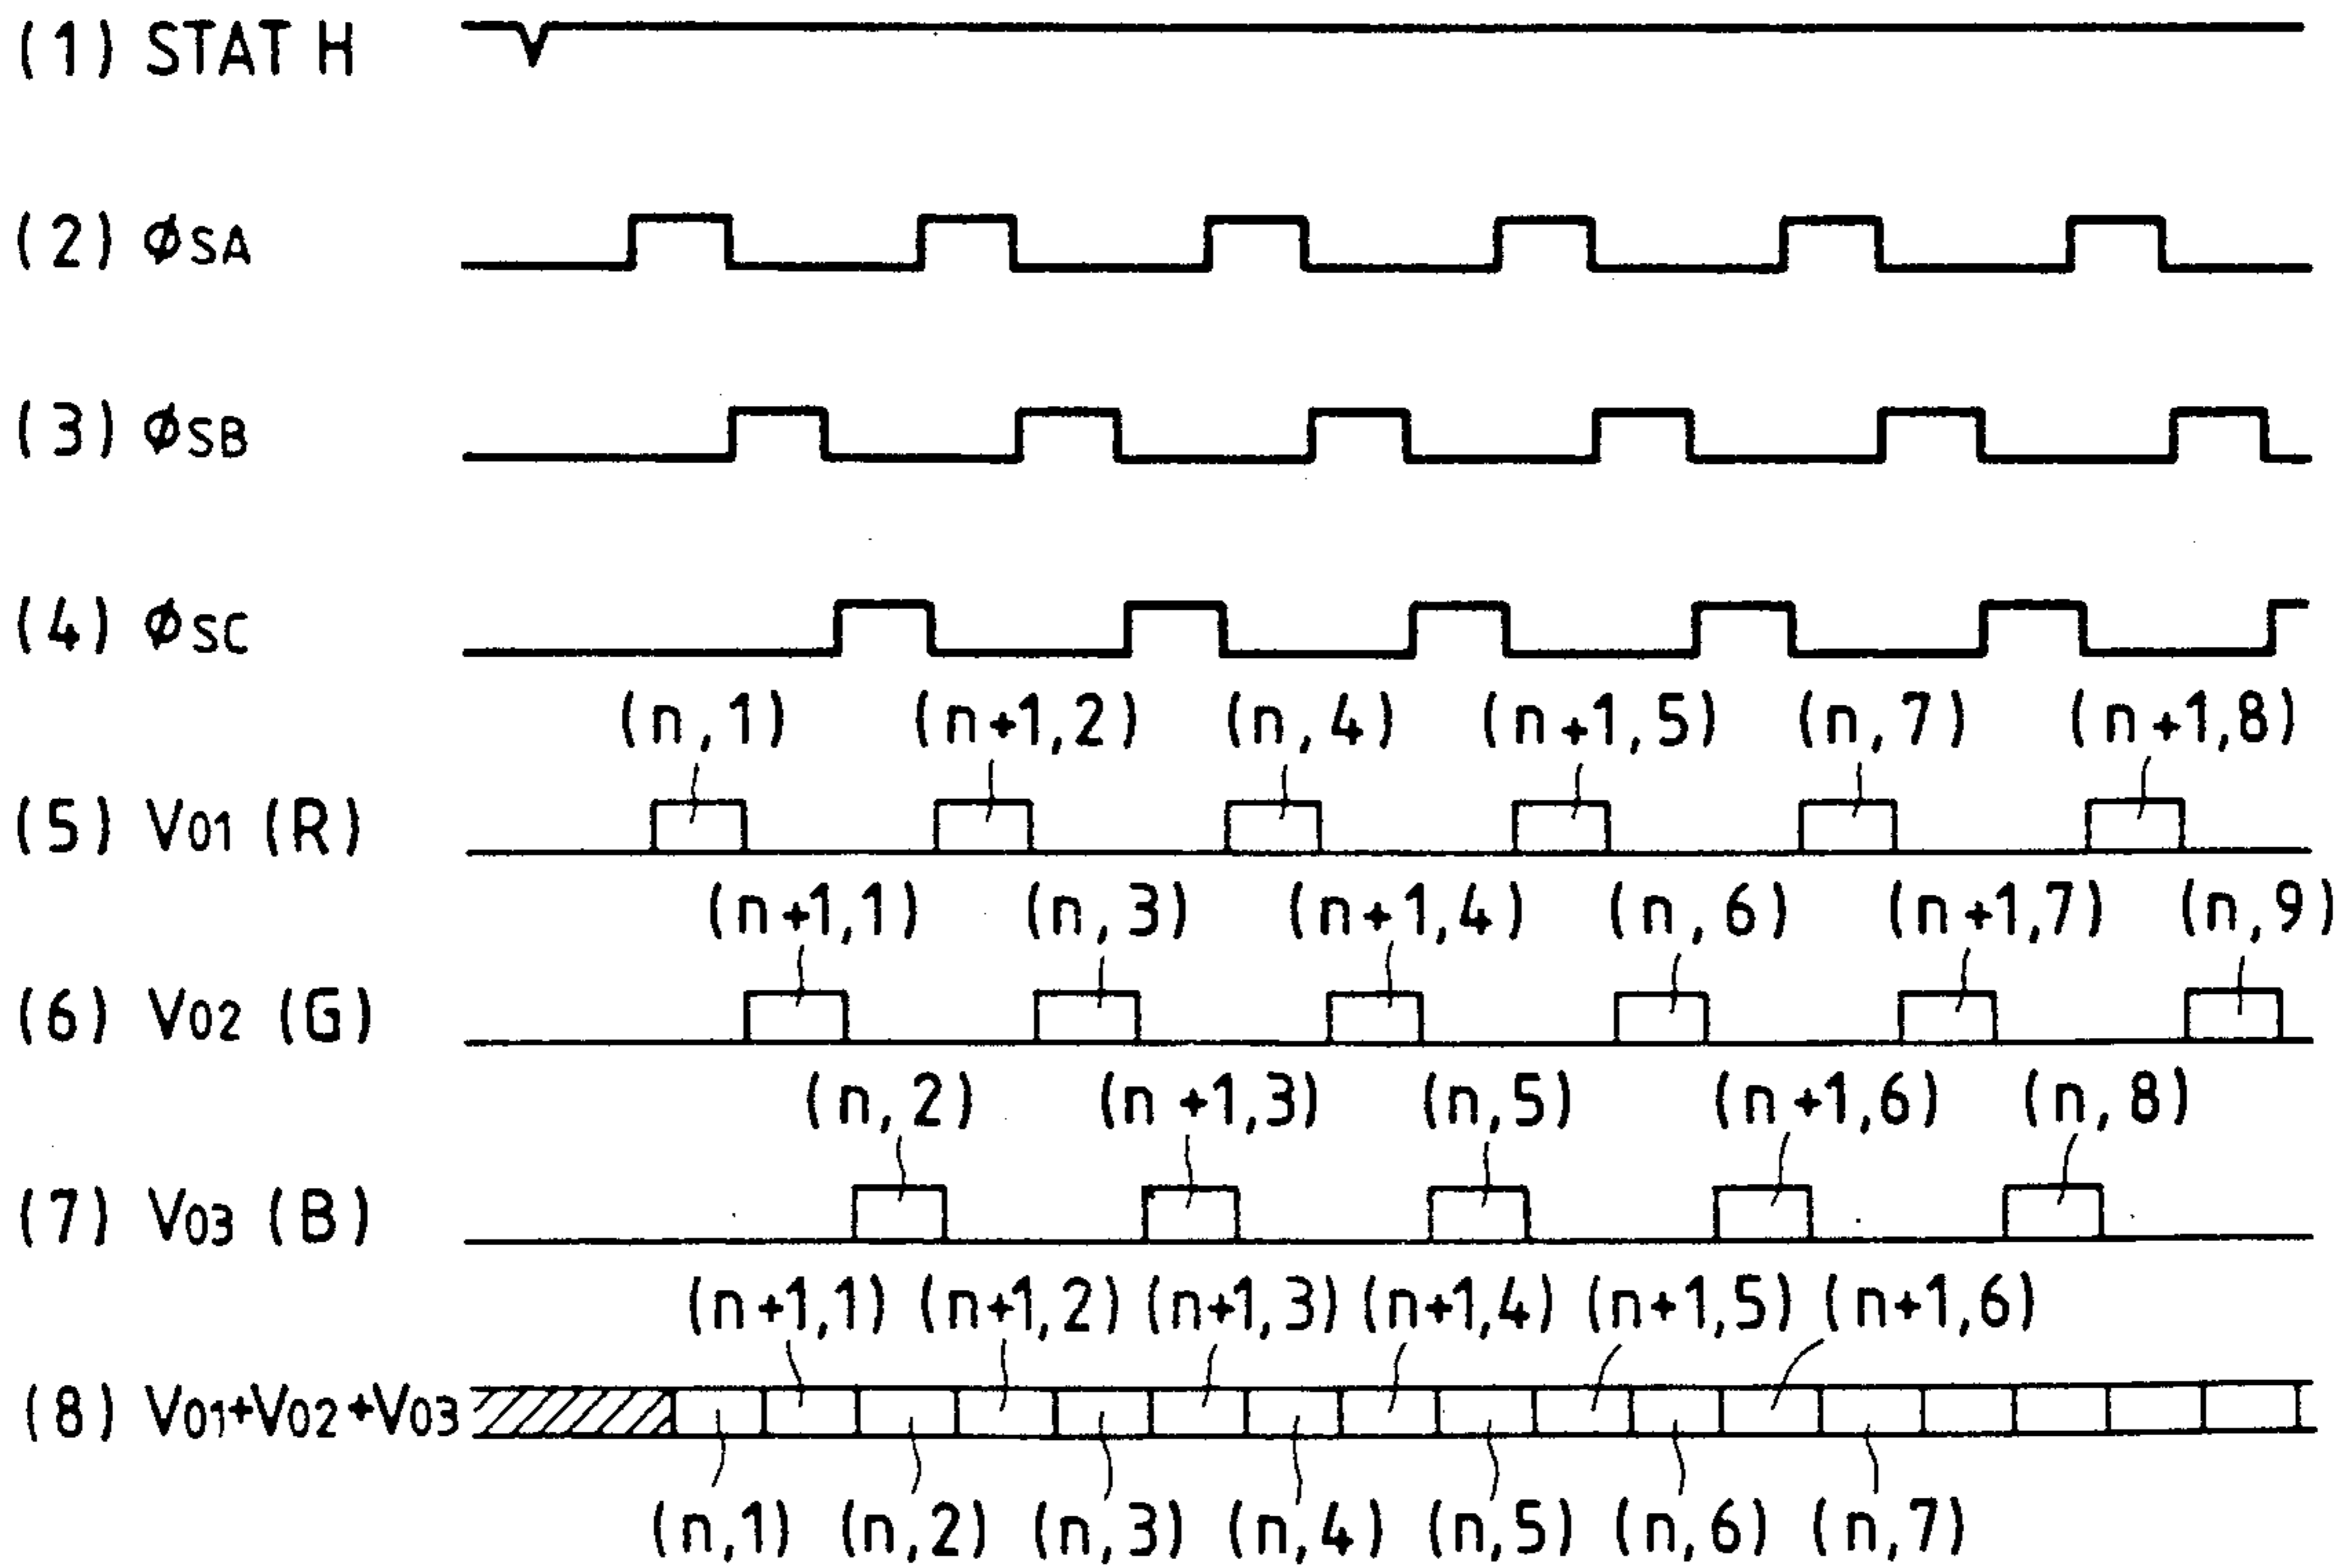 (1) STAT H
(2) ΦSA
(3) ΦSB
(4) ΦSC
(n, 1) (n+1,2) (n, 4) (n+1,5) (n, 7) (n+1,8)
(5) V01 (R)
(n+1,1) (n, 3) (n+1,4) (n, 6) (n+1,7) (n, 9)
(6) V02 (G)
(n, 2) (n+1,3) (n,5) (n+1,6) (n, 8)
(7) V03 (B)
(n+1,1) (n+1,2) (n+1,3) (n+1,4) (n+1,5) (n+1,6)
(8) V01+V02+V03
(n,1) (n,2) (n,3) (n,4) (n,5) (n,6) (n,7)